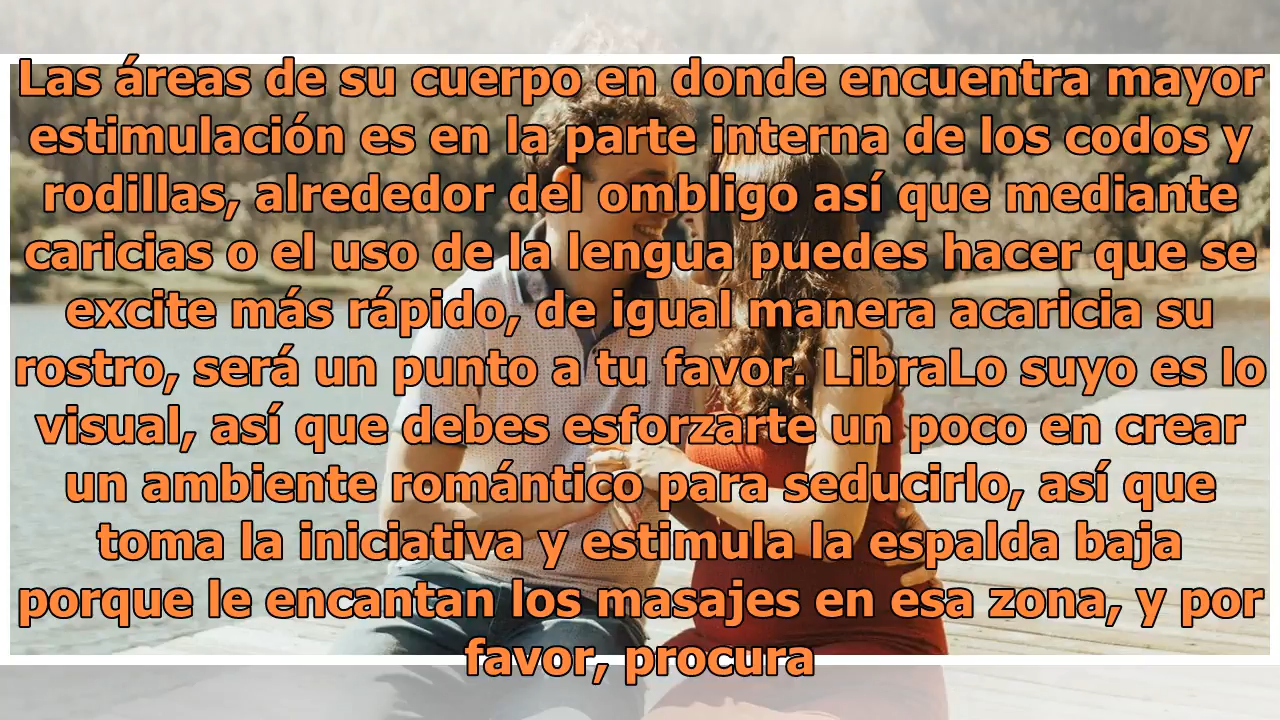 Las áreas de su cuerpo en donde encuentra mayor
estimulación es en la parte interna de los codos y
rodillas, alrededor del ombligo así que mediante
caricias o el uso de la lengua puedes hacer que se
excite más rápido, de igual manera acaricia su
rostro, será un punto a tu favor. LibraLo suyo es lo
visual, así que debes esforzarte un poco en crear
un ambiente romántico para seducirlo, así que
toma la iniciativa y estimula la espalda baja
porque le encantan los masajes en esa zona, y por
favor, procura